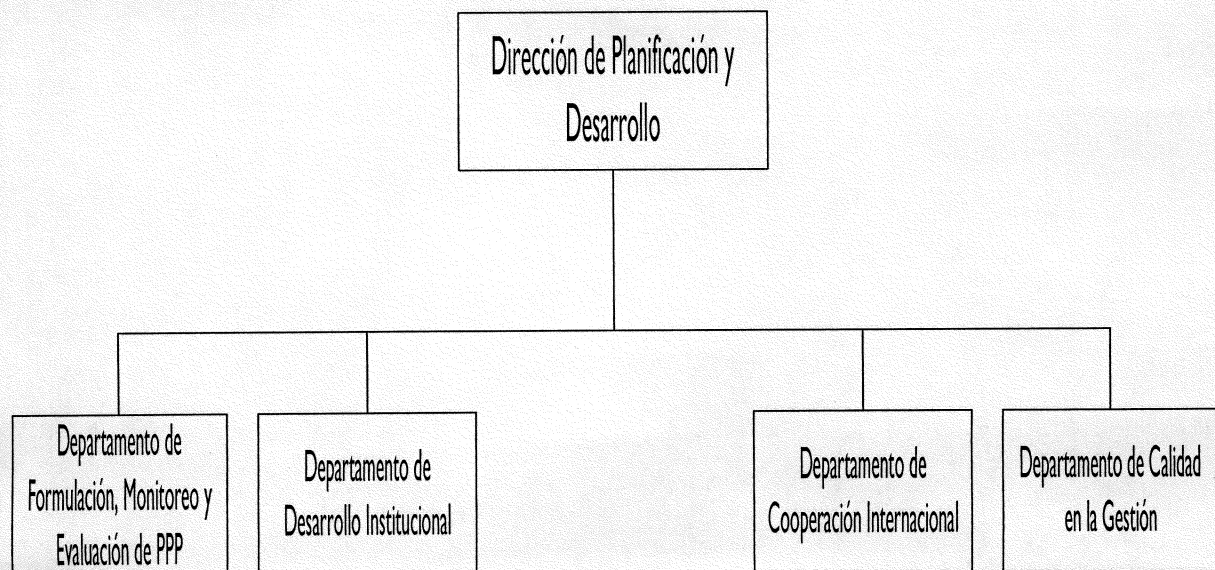 Dirección de Planificación y
Desarrollo
Departamento de
Formulación, Monitoreo y
Evaluación de PPP
Departamento de
Desarrollo Institucional
Departamento de
Cooperación Internacional
Departamento de Calidad
en la Gestión